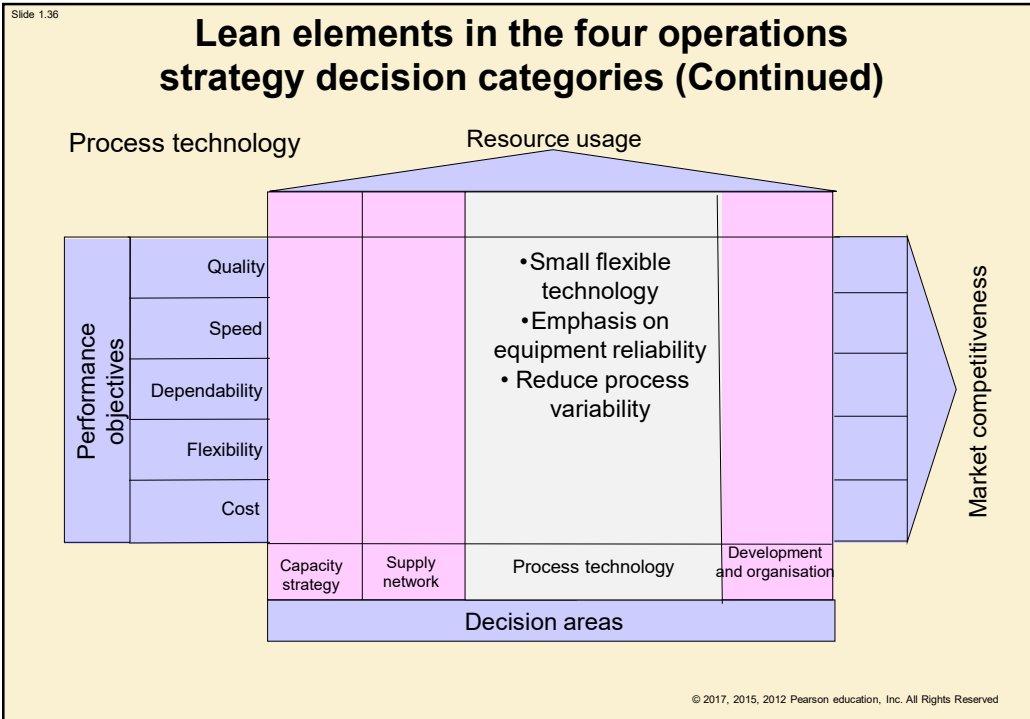 Slide 1.36
Lean elements in the four operations
strategy decision categories (Continued)
Process technology
Resource usage
Performance
objectives
Quality
Speed
Dependability
Flexibility
Cost
•Small flexible
technology
•Emphasis on
equipment reliability
• Reduce process
variability
Market competitiveness
Capacity
strategy
Supply
network
Process technology
Development
and organisation
Decision areas
© 2017, 2015, 2012 Pearson education, Inc. All Rights Reserved